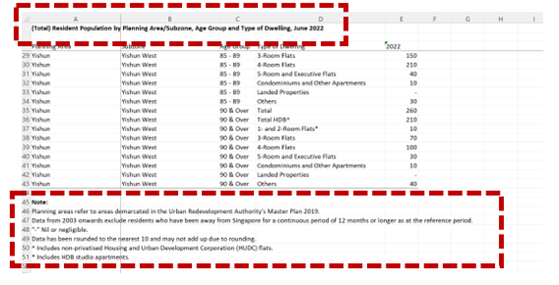 A B C D E F G H I
(Total) Resident Population by Planning Area/Subzone, Age Group and Type of Dwelling, June 2022
Planning Area Subzone Age Group Type of Dwelling 2022
29 Yishun Yishun West 85 - 89 3-Room Flats 150
30 Yishun Yishun West 85 - 89 4-Room Flats 210
31 Yishun Yishun West 85 - 89 5-Room and Executive Flats 40
32 Yishun Yishun West 85 - 89 Condominiums and Other Apartments 10
33 Yishun Yishun West 85 - 89 Landed Properties -
34 Yishun Yishun West 85 - 89 Others 30
35 Yishun Yishun West 90 & Over Total 260
36 Yishun Yishun West 90 & Over Total HDB* 210
37 Yishun Yishun West 90 & Over 1- and 2-Room Flats* 10
38 Yishun Yishun West 90 & Over 3-Room Flats 70
39 Yishun Yishun West 90 & Over 4-Room Flats 100
40 Yishun Yishun West 90 & Over 5-Room and Executive Flats 30
41 Yishun Yishun West 90 & Over Condominiums and Other Apartments 10
42 Yishun Yishun West 90 & Over Landed Properties -
43 Yishun Yishun West 90 & Over Others 40
45 Note:
46 Planning areas refer to areas demarcated in the Urban Redevelopment Authority's Master Plan 2019.
47 Data from 2003 onwards exclude residents who have been away from Singapore for a continuous period of 12 months or longer as at the reference period.
48 "-" Nil or negligible.
49 Data has been rounded to the nearest 10 and may not add up due to rounding.
50 * Includes non-privatised Housing and Urban Development Corporation (HUDC) flats.
51 * Includes HDB studio apartments.